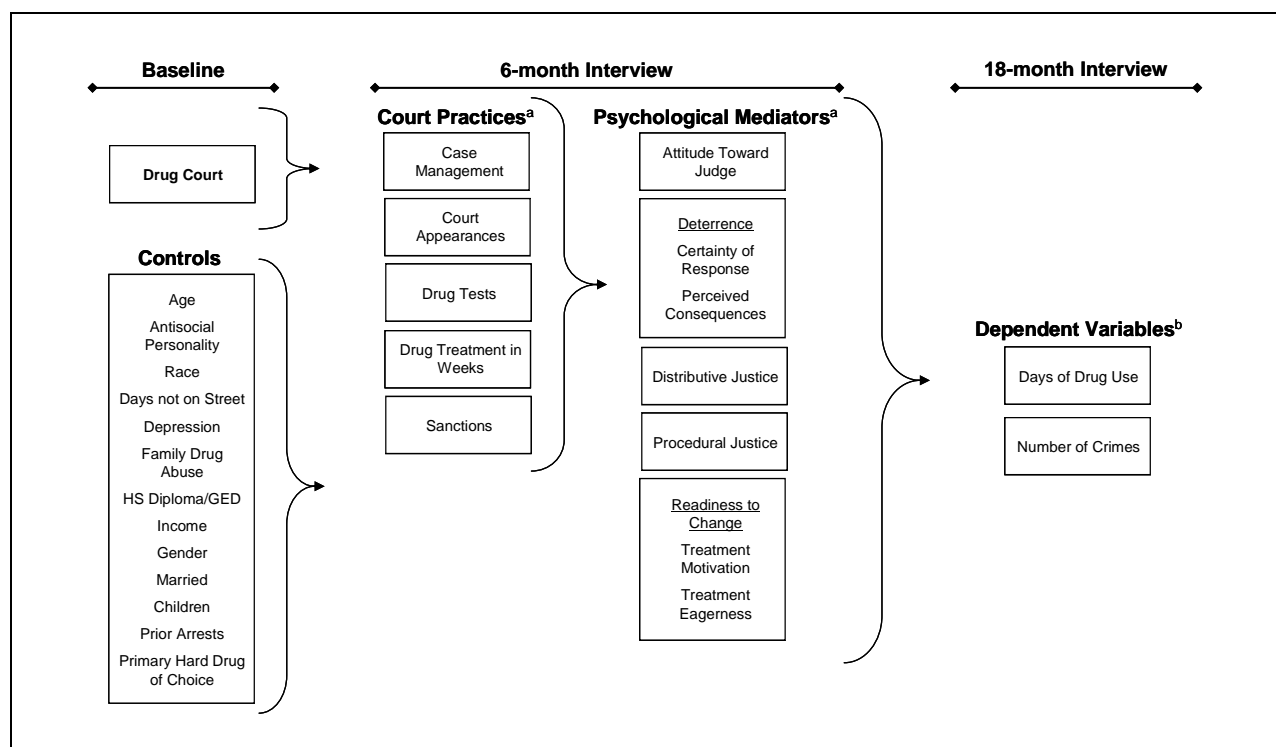 Baseline
6-month Interview
18-month Interview
Drug Court
Controls
Age
Antisocial
Personality
Race
Days not on Street
Depression
Family Drug
Abuse
HS Diploma/GED
Income
Gender
Married
Children
Prior Arrests
Primary Hard Drug
of Choice
Court Practicesᵃ
Case
Management
Court
Appearances
Drug Tests
Drug Treatment in
Weeks
Sanctions
Psychological Mediatorsᵃ
Attitude Toward
Judge
Deterrence
Certainty of
Response
Perceived
Consequences
Distributive Justice
Procedural Justice
Readiness to
Change
Treatment
Motivation
Treatment
Eagerness
Dependent Variablesᵇ
Days of Drug Use
Number of Crimes